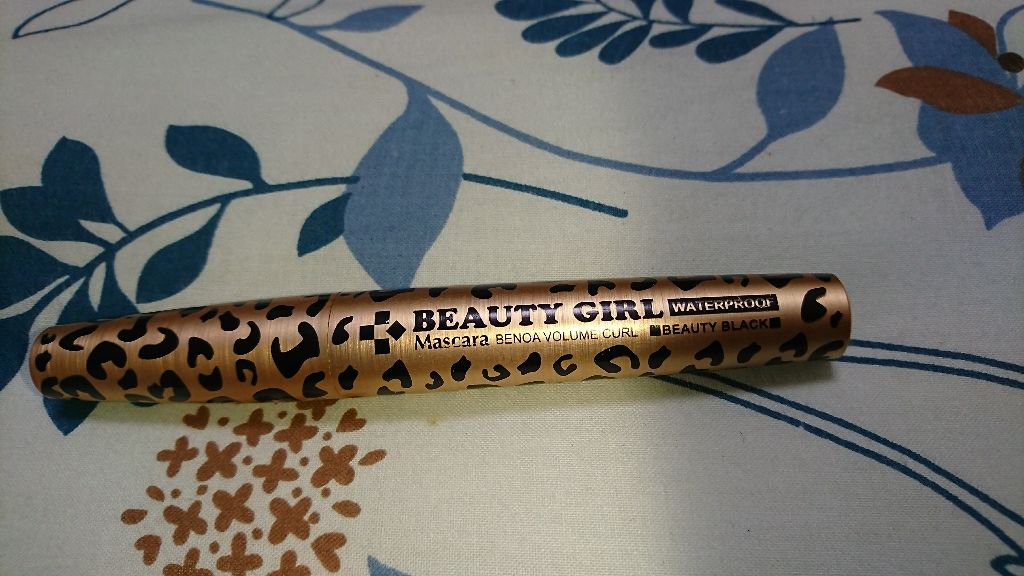 BEAUTY GIRL WATERPROOF
Mascara BENOA VOLUME CURL ■BEAUTY BLACK■